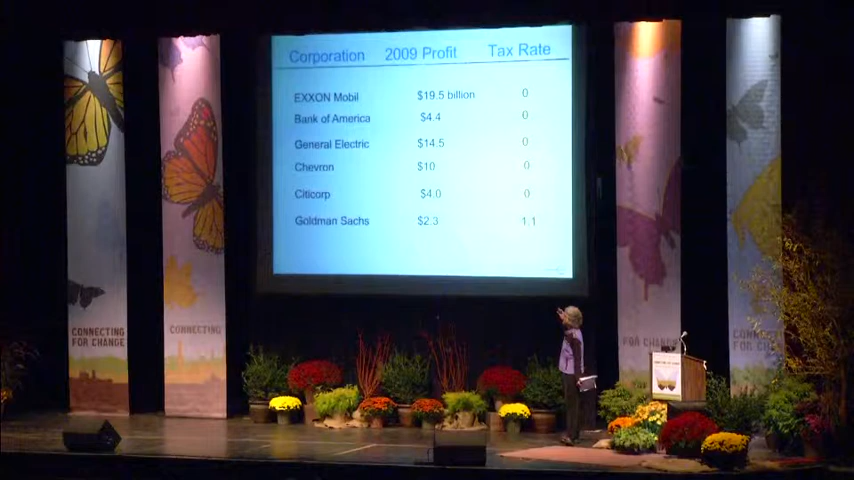 Corporation 2009 Profit Tax Rate
EXXON Mobil $19.5 billion 0
Bank of America $4.4 0
General Electric $14.5 0
Chevron $10 0
Citicorp $4.0 0
Goldman Sachs $2.3 1.1
CONNECTING
FOR CHANGE
CONNECTING
FOR CHANGE
CONNECTING
FOR CHANGE